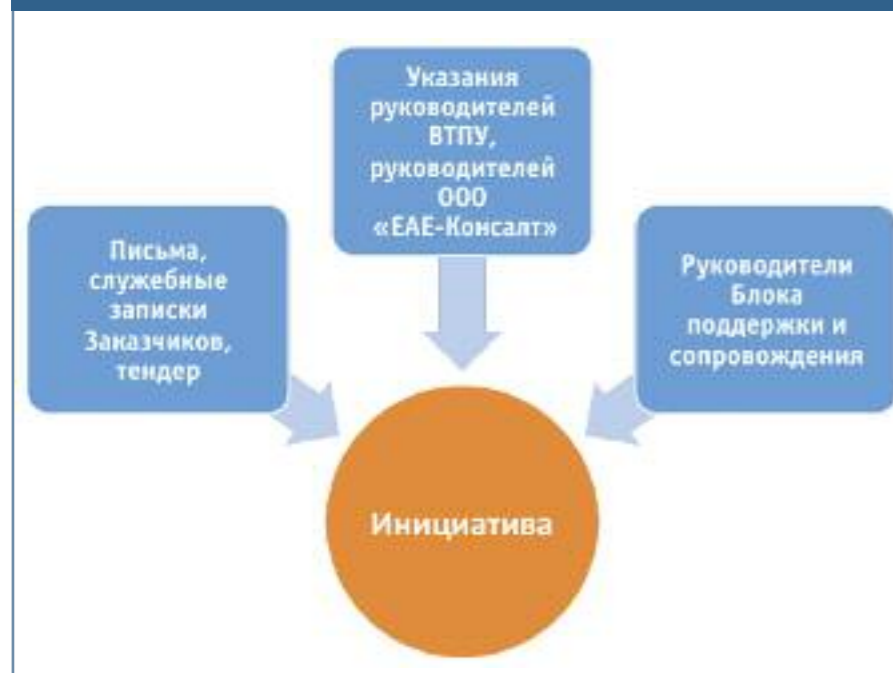 Указания
руководителей
ВТПУ,
руководителей
ООО
«ЕАЕ-Консалт»
Письма,
служебные
записки
Заказчиков,
тендер
Руководители
Блока
поддержки и
сопровождения
Инициатива